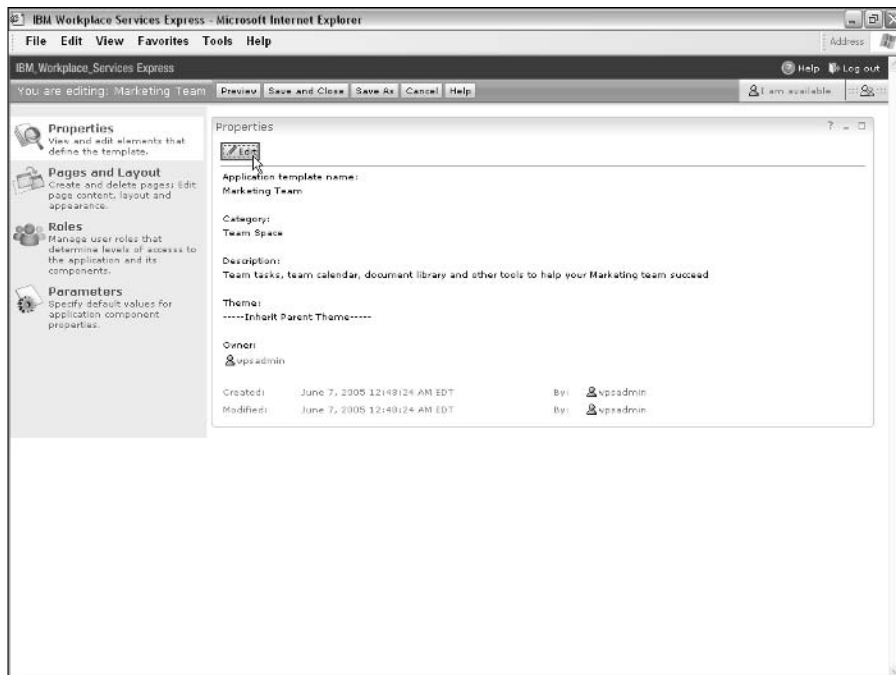 IBM Workplace Services Express - Microsoft Internet Explorer
File Edit View Favorites Tools Help
Address
IBM_Workplace_Services Express
Help Log out
You are editing: Marketing Team Preview Save and Close Save As Cancel Help
I am available
Properties
View and edit elements that
define the template.
Pages and Layout
Create and delete pages; Edit
page content, layout and
appearance.
Roles
Manage user roles that
determine levels of accesss to
the application and its
components.
Parameters
Specify default values for
application component
properties.
Properties
? _
Edit
Application template name:
Marketing Team
Category:
Team Space
Description:
Team tasks, team calendar, document library and other tools to help your Marketing team succeed
Theme:
-----Inherit Parent Theme-----
Owner:
wpsadmin
Created: June 7, 2005 12:48:24 AM EDT By: wpsadmin
Modified: June 7, 2005 12:48:24 AM EDT By: wpsadmin